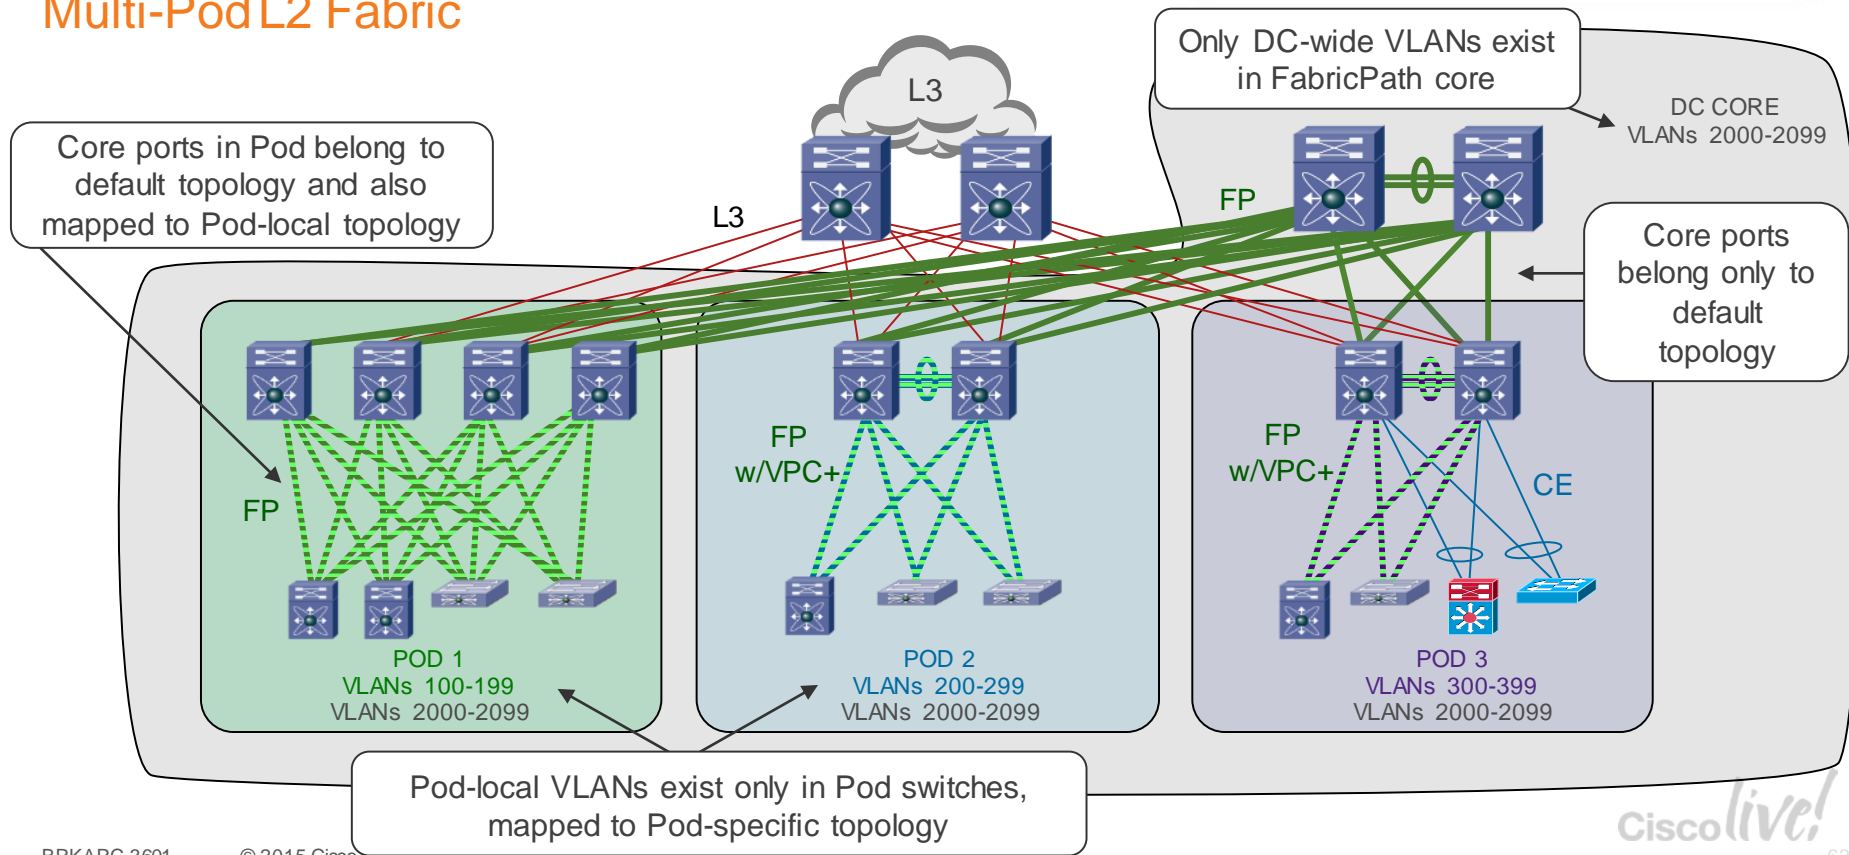 Multi-Pod L2 Fabric
Only DC-wide VLANs exist
in FabricPath core
L3
DC CORE
VLANs 2000-2099
Core ports in Pod belong to
default topology and also
mapped to Pod-local topology
L3
FP
Core ports
belong only to
default
topology
FP
FP
w/VPC+
FP
w/VPC+
CE
POD 1
VLANs 100-199
VLANs 2000-2099
POD 2
VLANs 200-299
VLANs 2000-2099
POD 3
VLANs 300-399
VLANs 2000-2099
Pod-local VLANs exist only in Pod switches,
mapped to Pod-specific topology
Cisco live!
BRKARC-3601 © 2015 Cisco